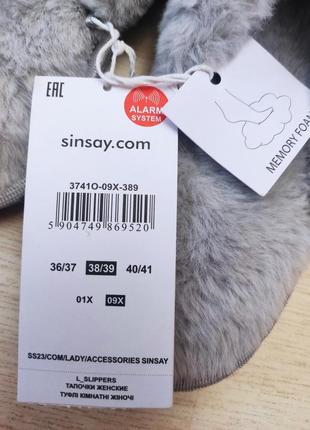 EAC
ALARM
SYSTEM
sinsay.com
3741O-09X-389
5 904749 869520
36/37 38/39 40/41
01X 09X
SS23/COM/LADY/ACCESSORIES SINSAY
L_SLIPPERS
ТАПОЧКИ ЖЕНСКИЕ
ТУФЛІ КІМНАТНІ ЖІНОЧІ
MEMORY FOAM